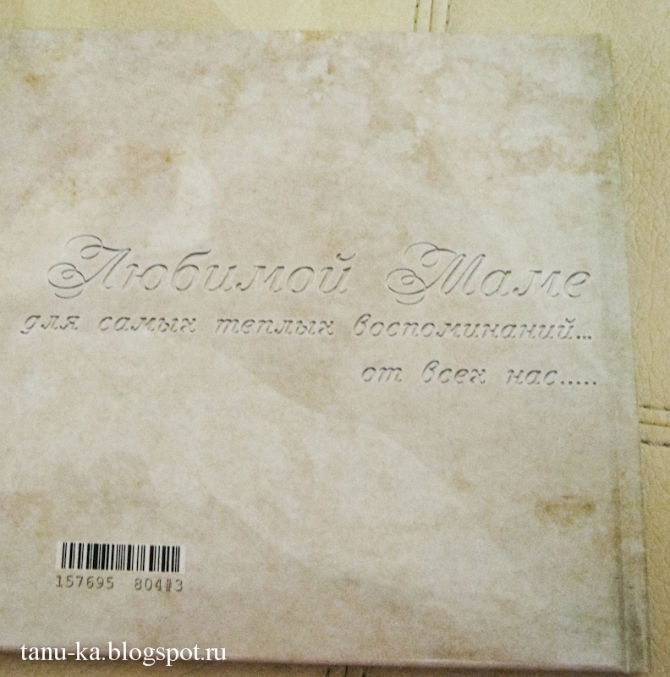 Любимой Маме
для самых теплых воспоминаний...
от всех нас.....
157695 804#3
tanu-ka.blogspot.ru